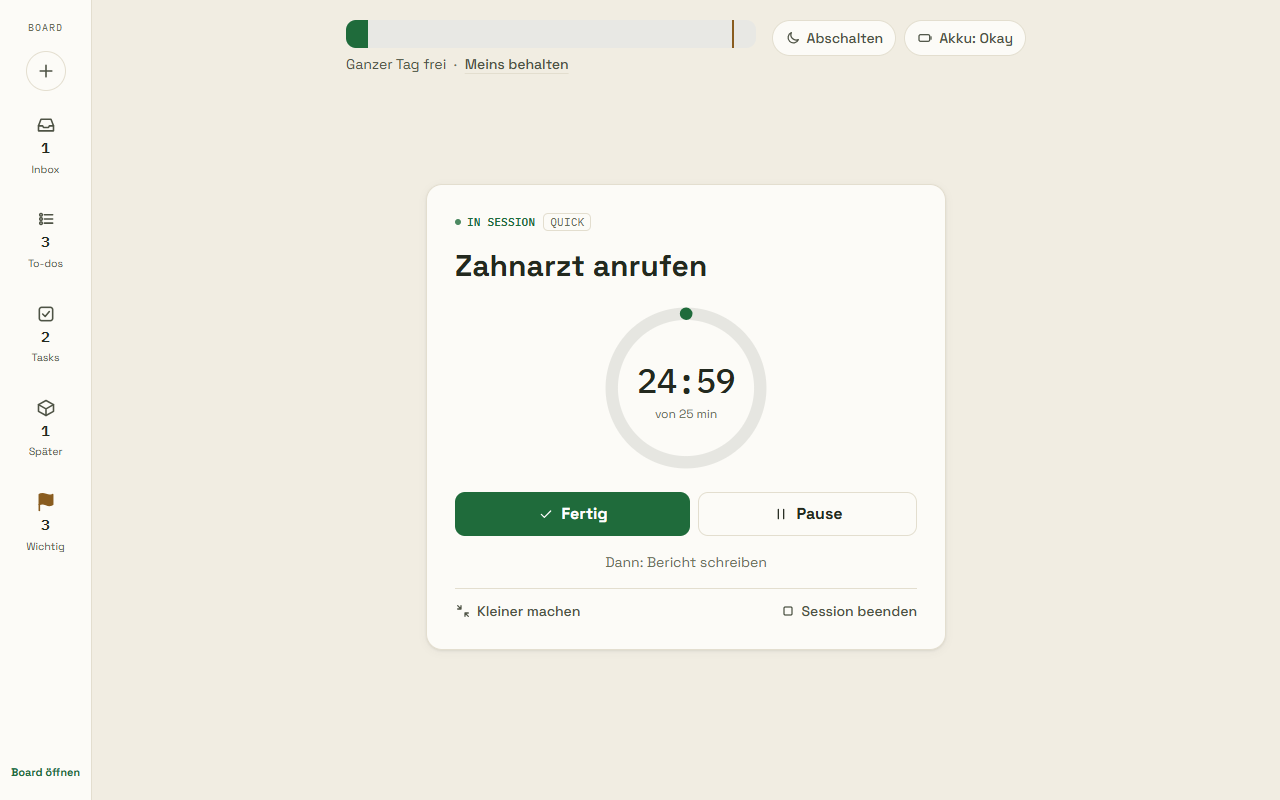 BOARD
1
Inbox
3
To-dos
2
Tasks
1
Später
3
Wichtig
Board öffnen
Abschalten
Akku: Okay
Ganzer Tag frei · Meins behalten
IN SESSION QUICK
Zahnarzt anrufen
24:59
von 25 min
Fertig
Pause
Dann: Bericht schreiben
Kleiner machen
Session beenden